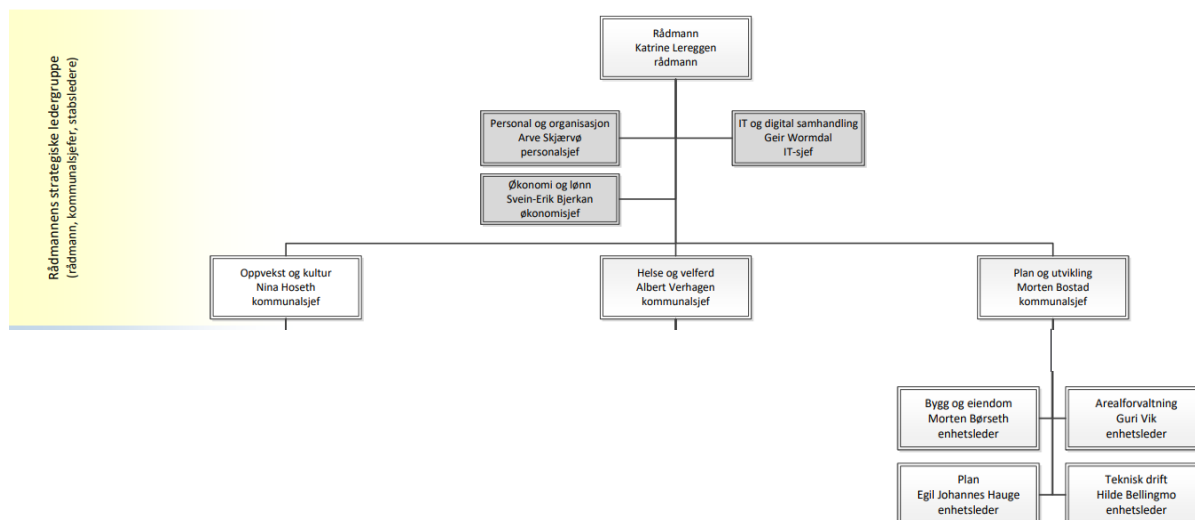 Rådmannens strategiske ledergruppe
(rådmann, kommunalsjefer, stabsledere)
Rådmann
Katrine Lereggen
rådmann
Personal og organisasjon
Arve Skjærvø
personalsjef
IT og digital samhandling
Geir Wormdal
IT-sjef
Økonomi og lønn
Svein-Erik Bjerkan
økonomisjef
Oppvekst og kultur
Nina Hoseth
kommunalsjef
Helse og velferd
Albert Verhagen
kommunalsjef
Plan og utvikling
Morten Bostad
kommunalsjef
Bygg og eiendom
Morten Børseth
enhetsleder
Arealforvaltning
Guri Vik
enhetsleder
Plan
Egil Johannes Hauge
enhetsleder
Teknisk drift
Hilde Bellingmo
enhetsleder